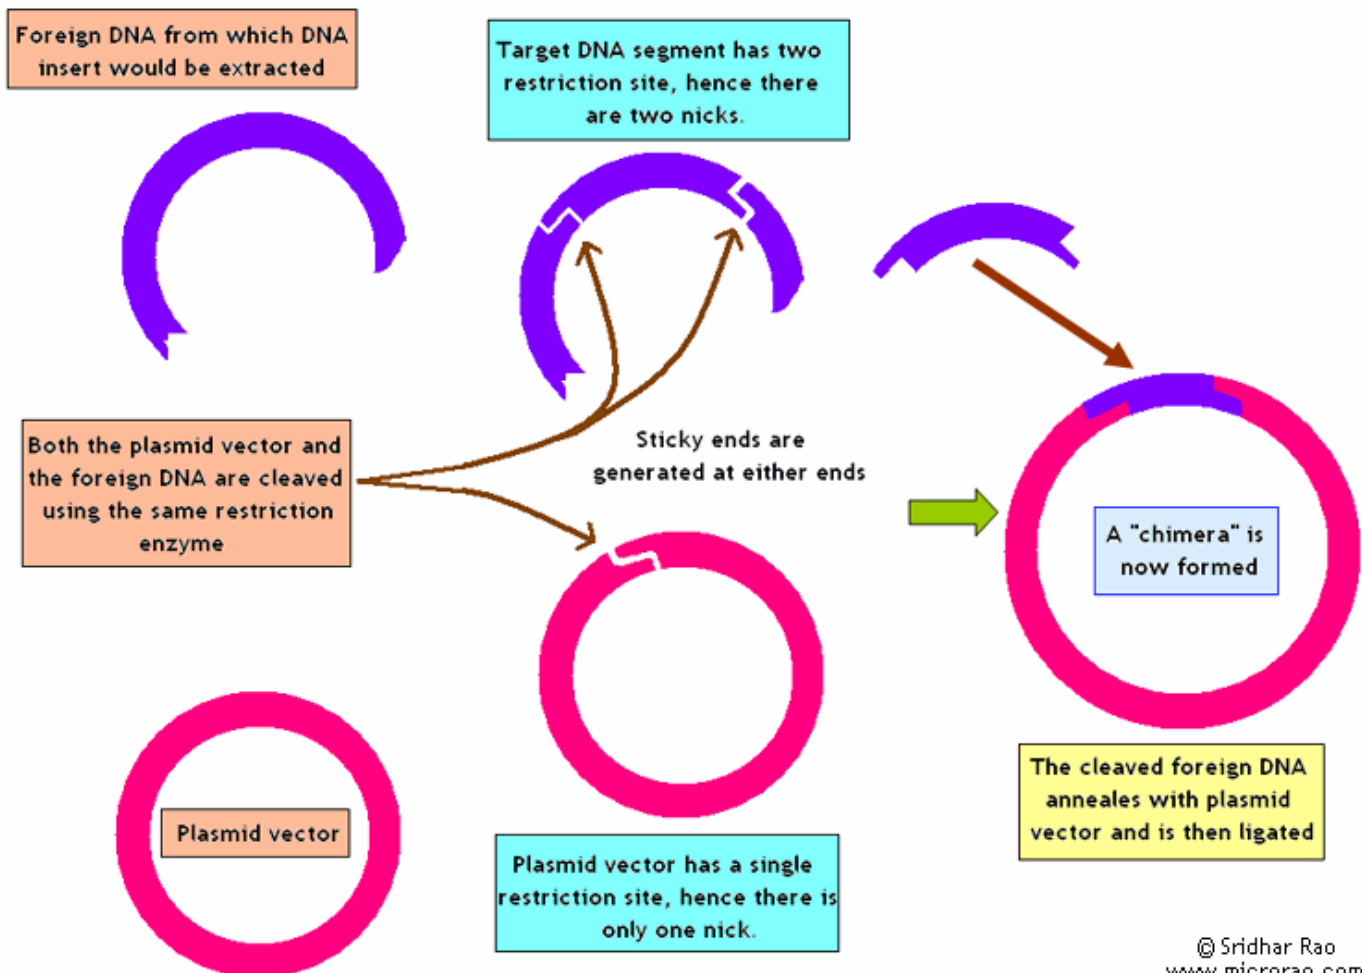 Foreign DNA from which DNA
insert would be extracted
Target DNA segment has two
restriction site, hence there
are two nicks.
Both the plasmid vector and
the foreign DNA are cleaved
using the same restriction
enzyme
Sticky ends are
generated at either ends
A "chimera" is
now formed
Plasmid vector
Plasmid vector has a single
restriction site, hence there is
only one nick.
The cleaved foreign DNA
anneales with plasmid
vector and is then ligated
© Sridhar Rao
www.microrao.com